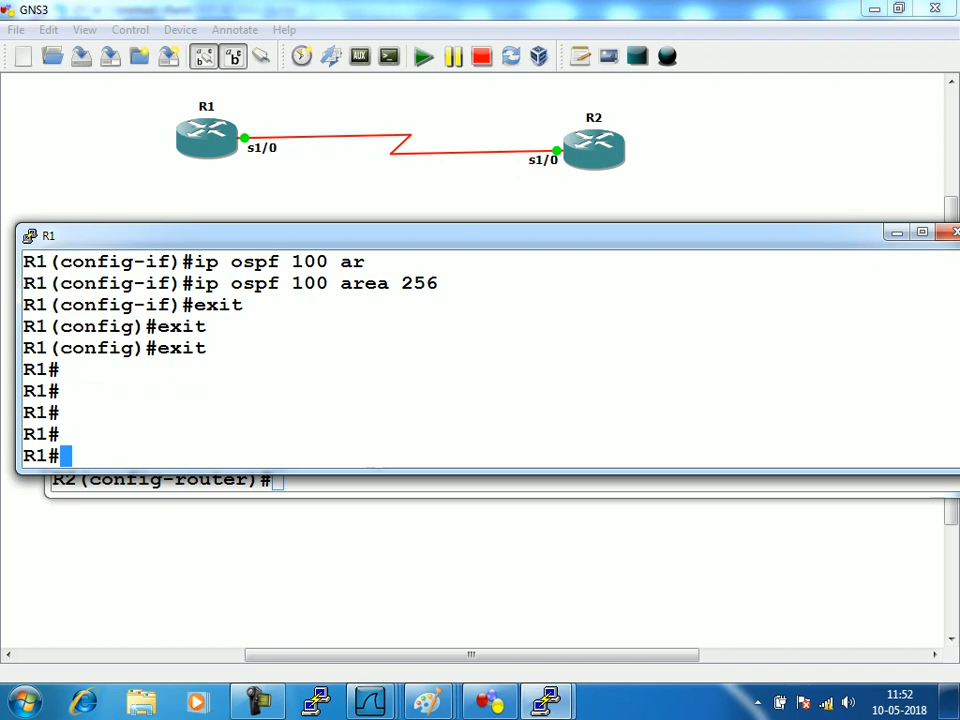 GNS3
File Edit View Control Device Annotate Help
R1
R2
s1/0
s1/0
R1
R1(config-if)#ip ospf 100 ar
R1(config-if)#ip ospf 100 area 256
R1(config-if)#exit
R1(config)#exit
R1(config)#exit
R1#
R1#
R1#
R1#
R1#
R2(config-router)#
11:52
10-05-2018